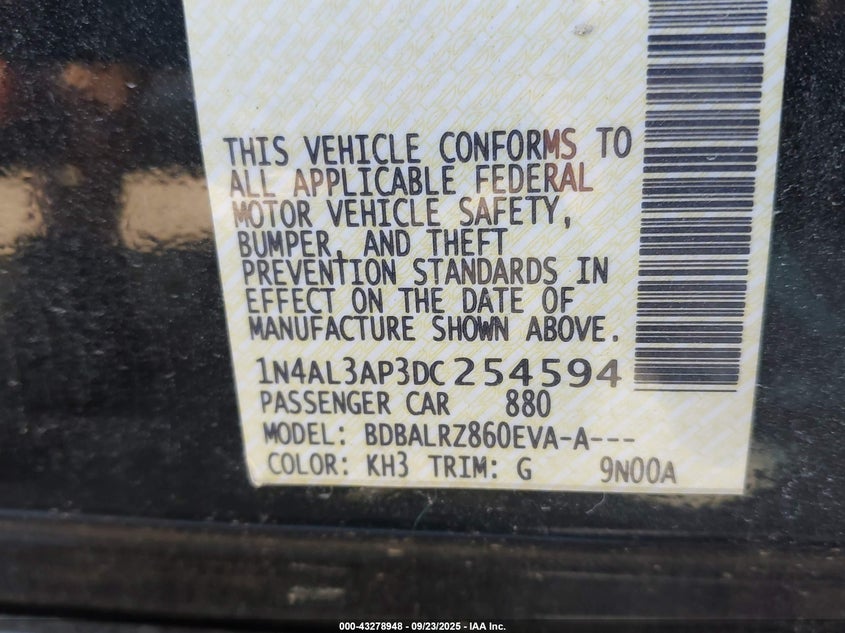 THIS VEHICLE CONFORMS TO
ALL APPLICABLE FEDERAL
MOTOR VEHICLE SAFETY,
BUMPER, AND THEFT
PREVENTION STANDARDS IN
EFFECT ON THE DATE OF
MANUFACTURE SHOWN ABOVE.
1N4AL3AP3DC254594
PASSENGER CAR 880
MODEL: BDBALRZ860EVA-A---
COLOR: KH3 TRIM: G 9N00A
000-43278948 - 09/23/2025 - IAA Inc.